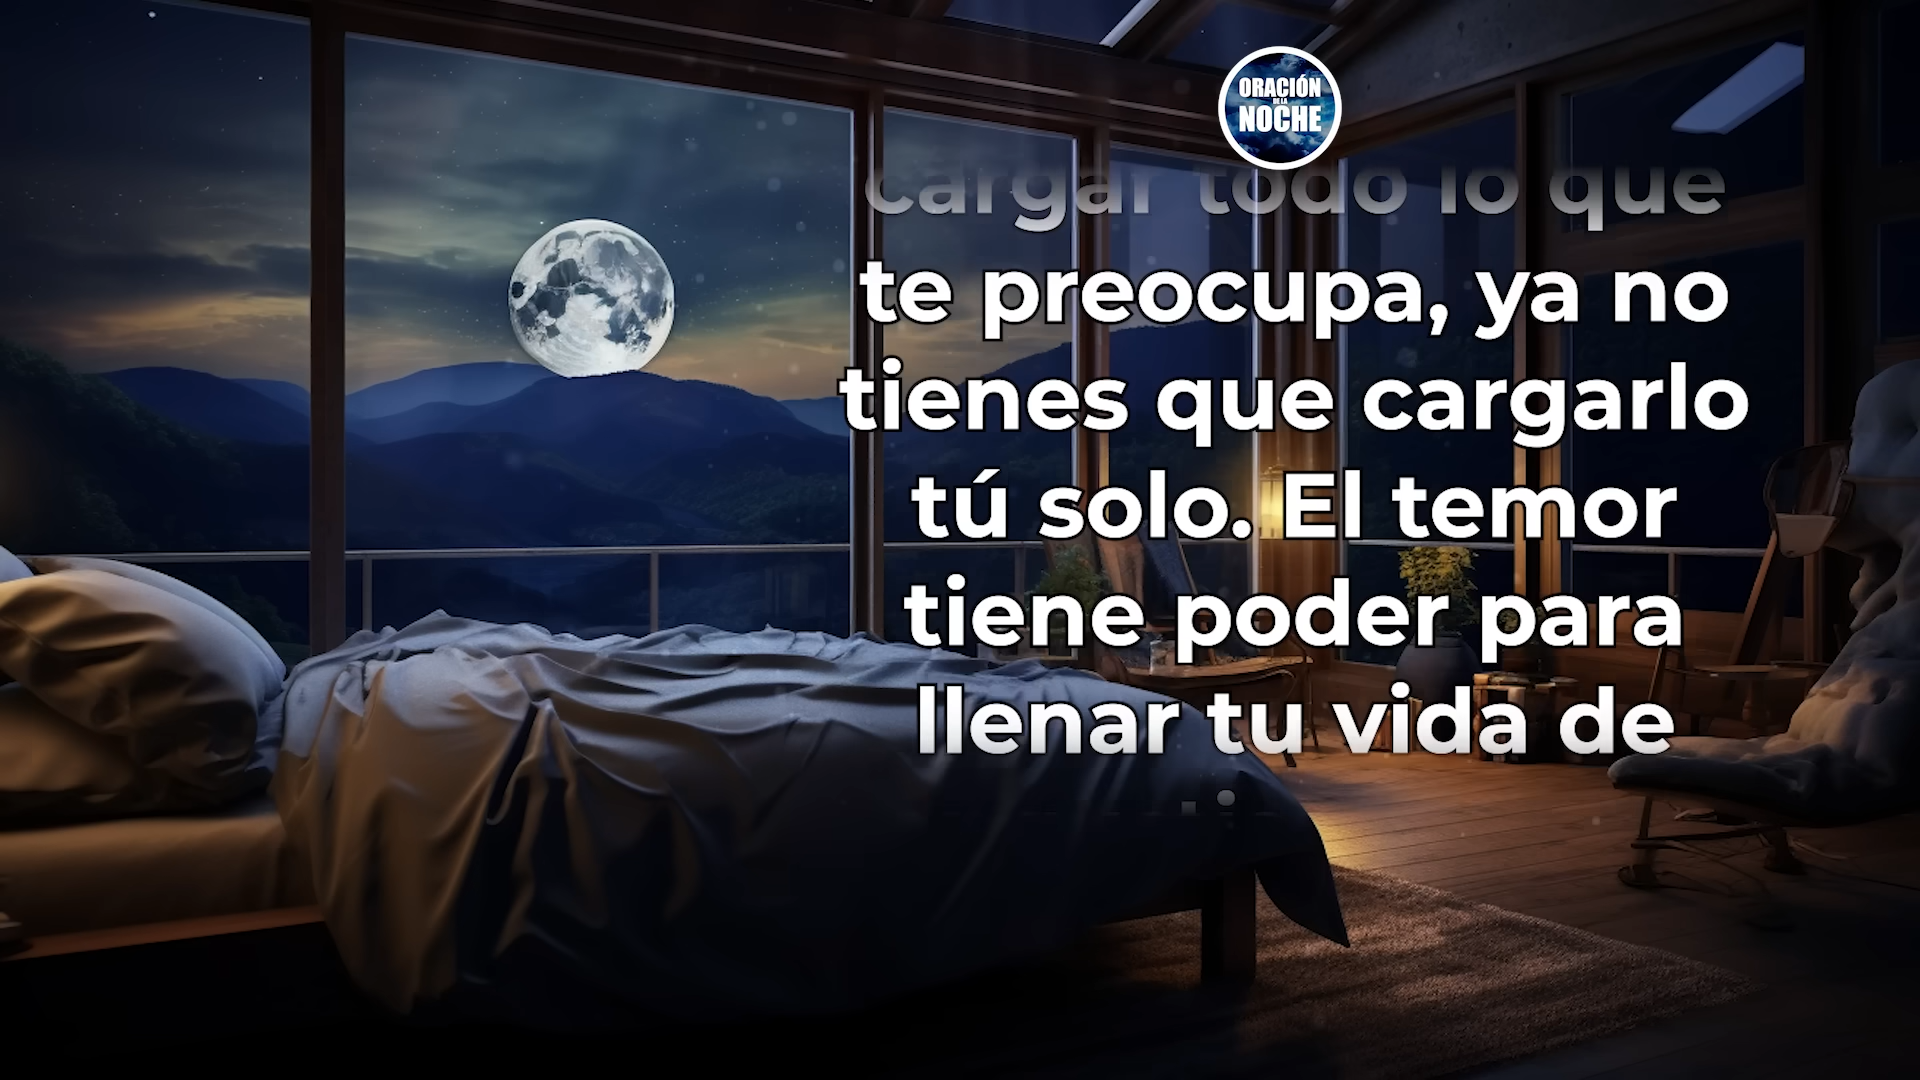 ORACIÓN
DE LA
NOCHE
cargar todo lo que
te preocupa, ya no
tienes que cargarlo
tú solo. El temor
tiene poder para
llenar tu vida de